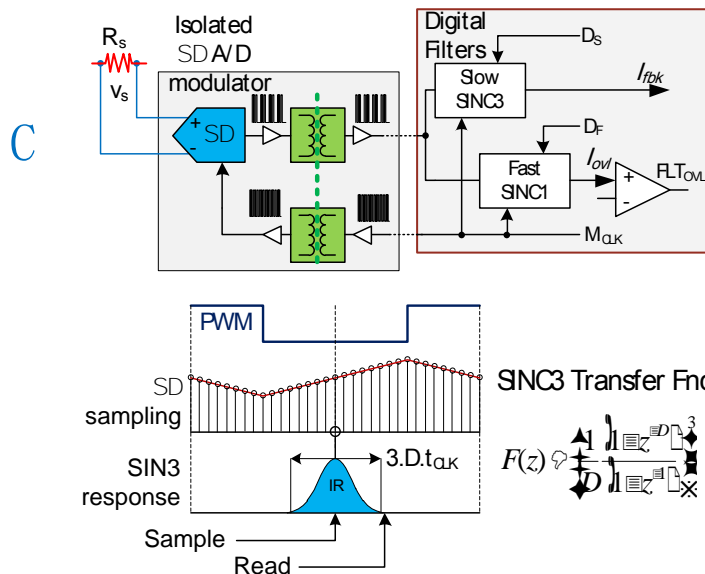 Isolated
SD A/D
modulator
Digital
Filters
Rs
vs
C
+
SD
-
DS
Slow
SINC3
Ifbk
DF
Fast
SINC1
Iovl
+
-
FLTOVL
MCLK
PWM
SD
sampling
SINC3 Transfer Fnc
SIN3
response
3.D.tCLK
IR
Sample
Read
F(z)